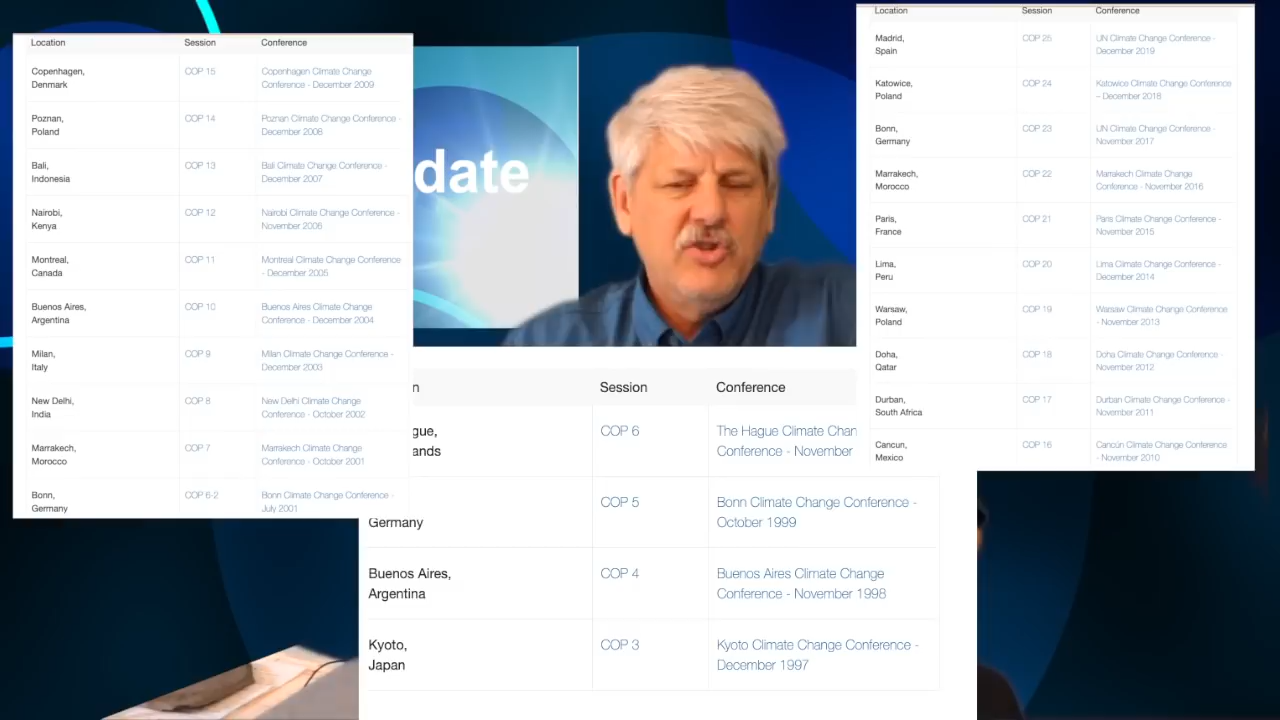 Location Session Conference
Copenhagen, COP 15 Copenhagen Climate Change
Denmark Conference - December 2009
Poznan, COP 14 Poznan Climate Change Conference -
Poland December 2008
Bali, COP 13 Bali Climate Change Conference -
Indonesia December 2007
Nairobi, COP 12 Nairobi Climate Change Conference -
Kenya November 2006
Montreal, COP 11 Montreal Climate Change Conference
Canada - December 2005
Buenos Aires, COP 10 Buenos Aires Climate Change
Argentina Conference - December 2004
Milan, COP 9 Milan Climate Change Conference -
Italy December 2003
New Delhi, COP 8 New Delhi Climate Change
India Conference - October 2002
Marrakech, COP 7 Marrakech Climate Change
Morocco Conference - October 2001
Bonn, COP 6-2 Bonn Climate Change Conference -
Germany July 2001
date
n Session Conference
gue, COP 6 The Hague Climate Chan
ands Conference - November
COP 5 Bonn Climate Change Conference -
Germany October 1999
Buenos Aires, COP 4 Buenos Aires Climate Change
Argentina Conference - November 1998
Kyoto, COP 3 Kyoto Climate Change Conference -
Japan December 1997
Location Session Conference
Madrid, COP 25 UN Climate Change Conference -
Spain December 2019
Katowice, COP 24 Katowice Climate Change Conference
Poland – December 2018
Bonn, COP 23 UN Climate Change Conference -
Germany November 2017
Marrakech, COP 22 Marrakech Climate Change
Morocco Conference - November 2016
Paris, COP 21 Paris Climate Change Conference -
France November 2015
Lima, COP 20 Lima Climate Change Conference -
Peru December 2014
Warsaw, COP 19 Warsaw Climate Change Conference
Poland - November 2013
Doha, COP 18 Doha Climate Change Conference -
Qatar November 2012
Durban, COP 17 Durban Climate Change Conference -
South Africa November 2011
Cancun, COP 16 Cancún Climate Change Conference
Mexico - November 2010